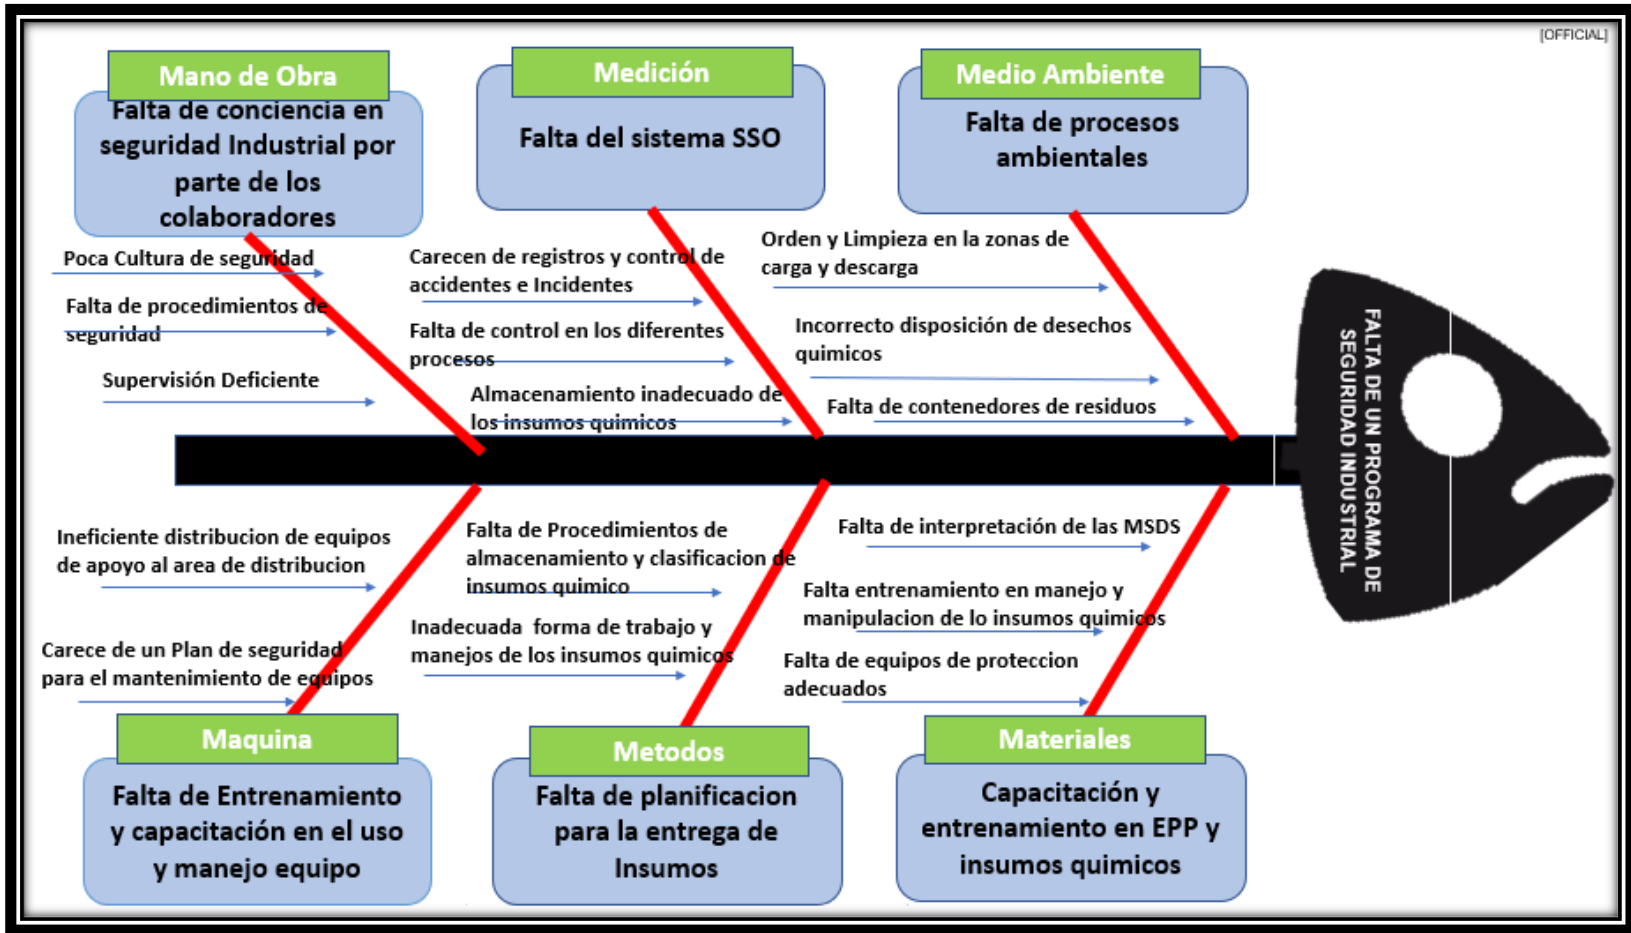 [OFFICIAL]
Mano de Obra
Falta de conciencia en
seguridad Industrial por
parte de los
colaboradores
Medición
Falta del sistema SSO
Medio Ambiente
Falta de procesos
ambientales
Poca Cultura de seguridad
Falta de procedimientos de
seguridad
Supervisión Deficiente
Carecen de registros y control de
accidentes e Incidentes
Falta de control en los diferentes
procesos
Almacenamiento inadecuado de
los insumos quimicos
Orden y Limpieza en la zonas de
carga y descarga
Incorrecto disposición de desechos
quimicos
Falta de contenedores de residuos
FALTA DE UN PROGRAMA DE
SEGURIDAD INDUSTRIAL
Ineficiente distribucion de equipos
de apoyo al area de distribucion
Carece de un Plan de seguridad
para el mantenimiento de equipos
Falta de Procedimientos de
almacenamiento y clasificacion de
insumos quimico
Inadecuada forma de trabajo y
manejos de los insumos quimicos
Falta de interpretación de las MSDS
Falta entrenamiento en manejo y
manipulacion de lo insumos quimicos
Falta de equipos de proteccion
adecuados
Maquina
Falta de Entrenamiento
y capacitación en el uso
y manejo equipo
Metodos
Falta de planificacion
para la entrega de
Insumos
Materiales
Capacitación y
entrenamiento en EPP y
insumos quimicos